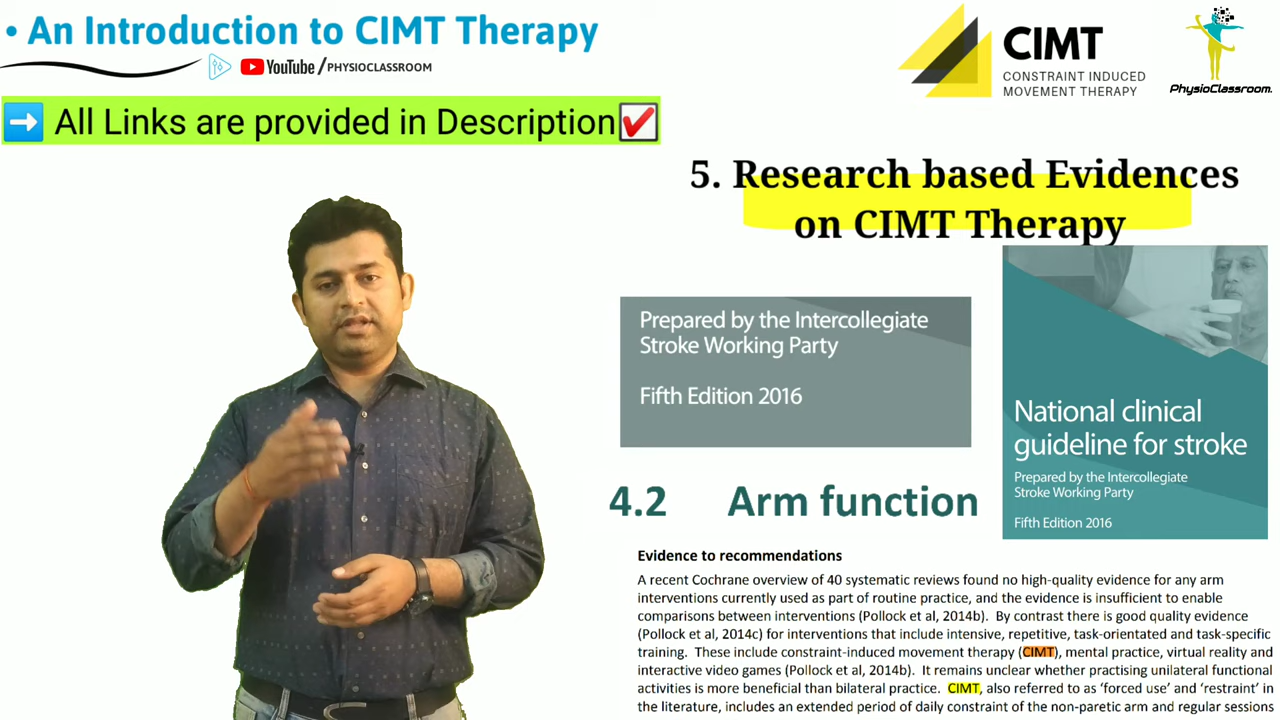 • An Introduction to CIMT Therapy
YouTube /PHYSIOCLASSROOM
All Links are provided in Description
CIMT
CONSTRAINT INDUCED
MOVEMENT THERAPY
PhysioClassroom.
5. Research based Evidences
on CIMT Therapy
Prepared by the Intercollegiate
Stroke Working Party
Fifth Edition 2016
National clinical
guideline for stroke
Prepared by the Intercollegiate
Stroke Working Party
Fifth Edition 2016
4.2 Arm function
Evidence to recommendations
A recent Cochrane overview of 40 systematic reviews found no high-quality evidence for any arm
interventions currently used as part of routine practice, and the evidence is insufficient to enable
comparisons between interventions (Pollock et al, 2014b). By contrast there is good quality evidence
(Pollock et al, 2014c) for interventions that include intensive, repetitive, task-orientated and task-specific
training. These include constraint-induced movement therapy (CIMT), mental practice, virtual reality and
interactive video games (Pollock et al, 2014b). It remains unclear whether practising unilateral functional
activities is more beneficial than bilateral practice. CIMT, also referred to as ‘forced use’ and ‘restraint’ in
the literature, includes an extended period of daily constraint of the non-paretic arm and regular sessions